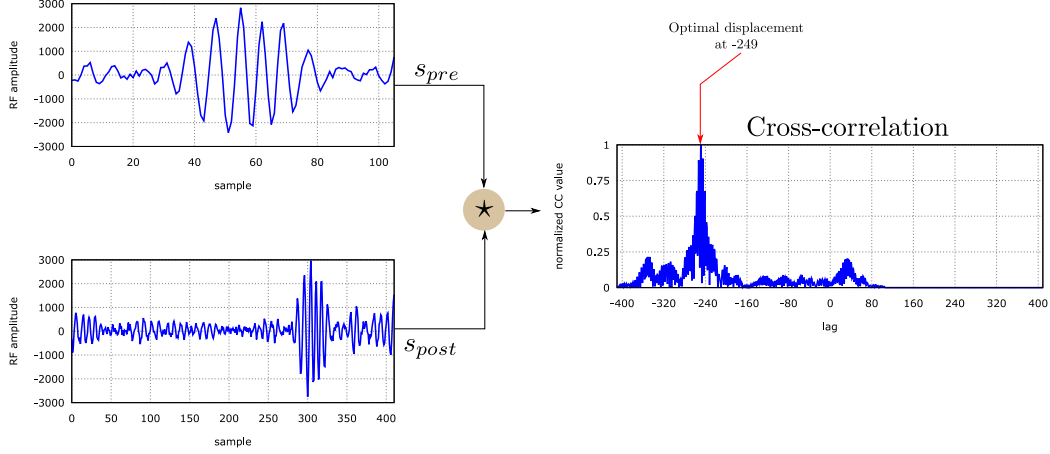 3000
2000
1000
0
-1000
-2000
-3000
RF amplitude
0 20 40 60 80 100
sample
s_pre
★
3000
2000
1000
0
-1000
-2000
-3000
RF amplitude
0 50 100 150 200 250 300 350 400
sample
s_post
Optimal displacement
at -249
Cross-correlation
1
0.75
0.5
0.25
0
normalized CC value
-400 -320 -240 -160 -80 0 80 160 240 320 400
lag